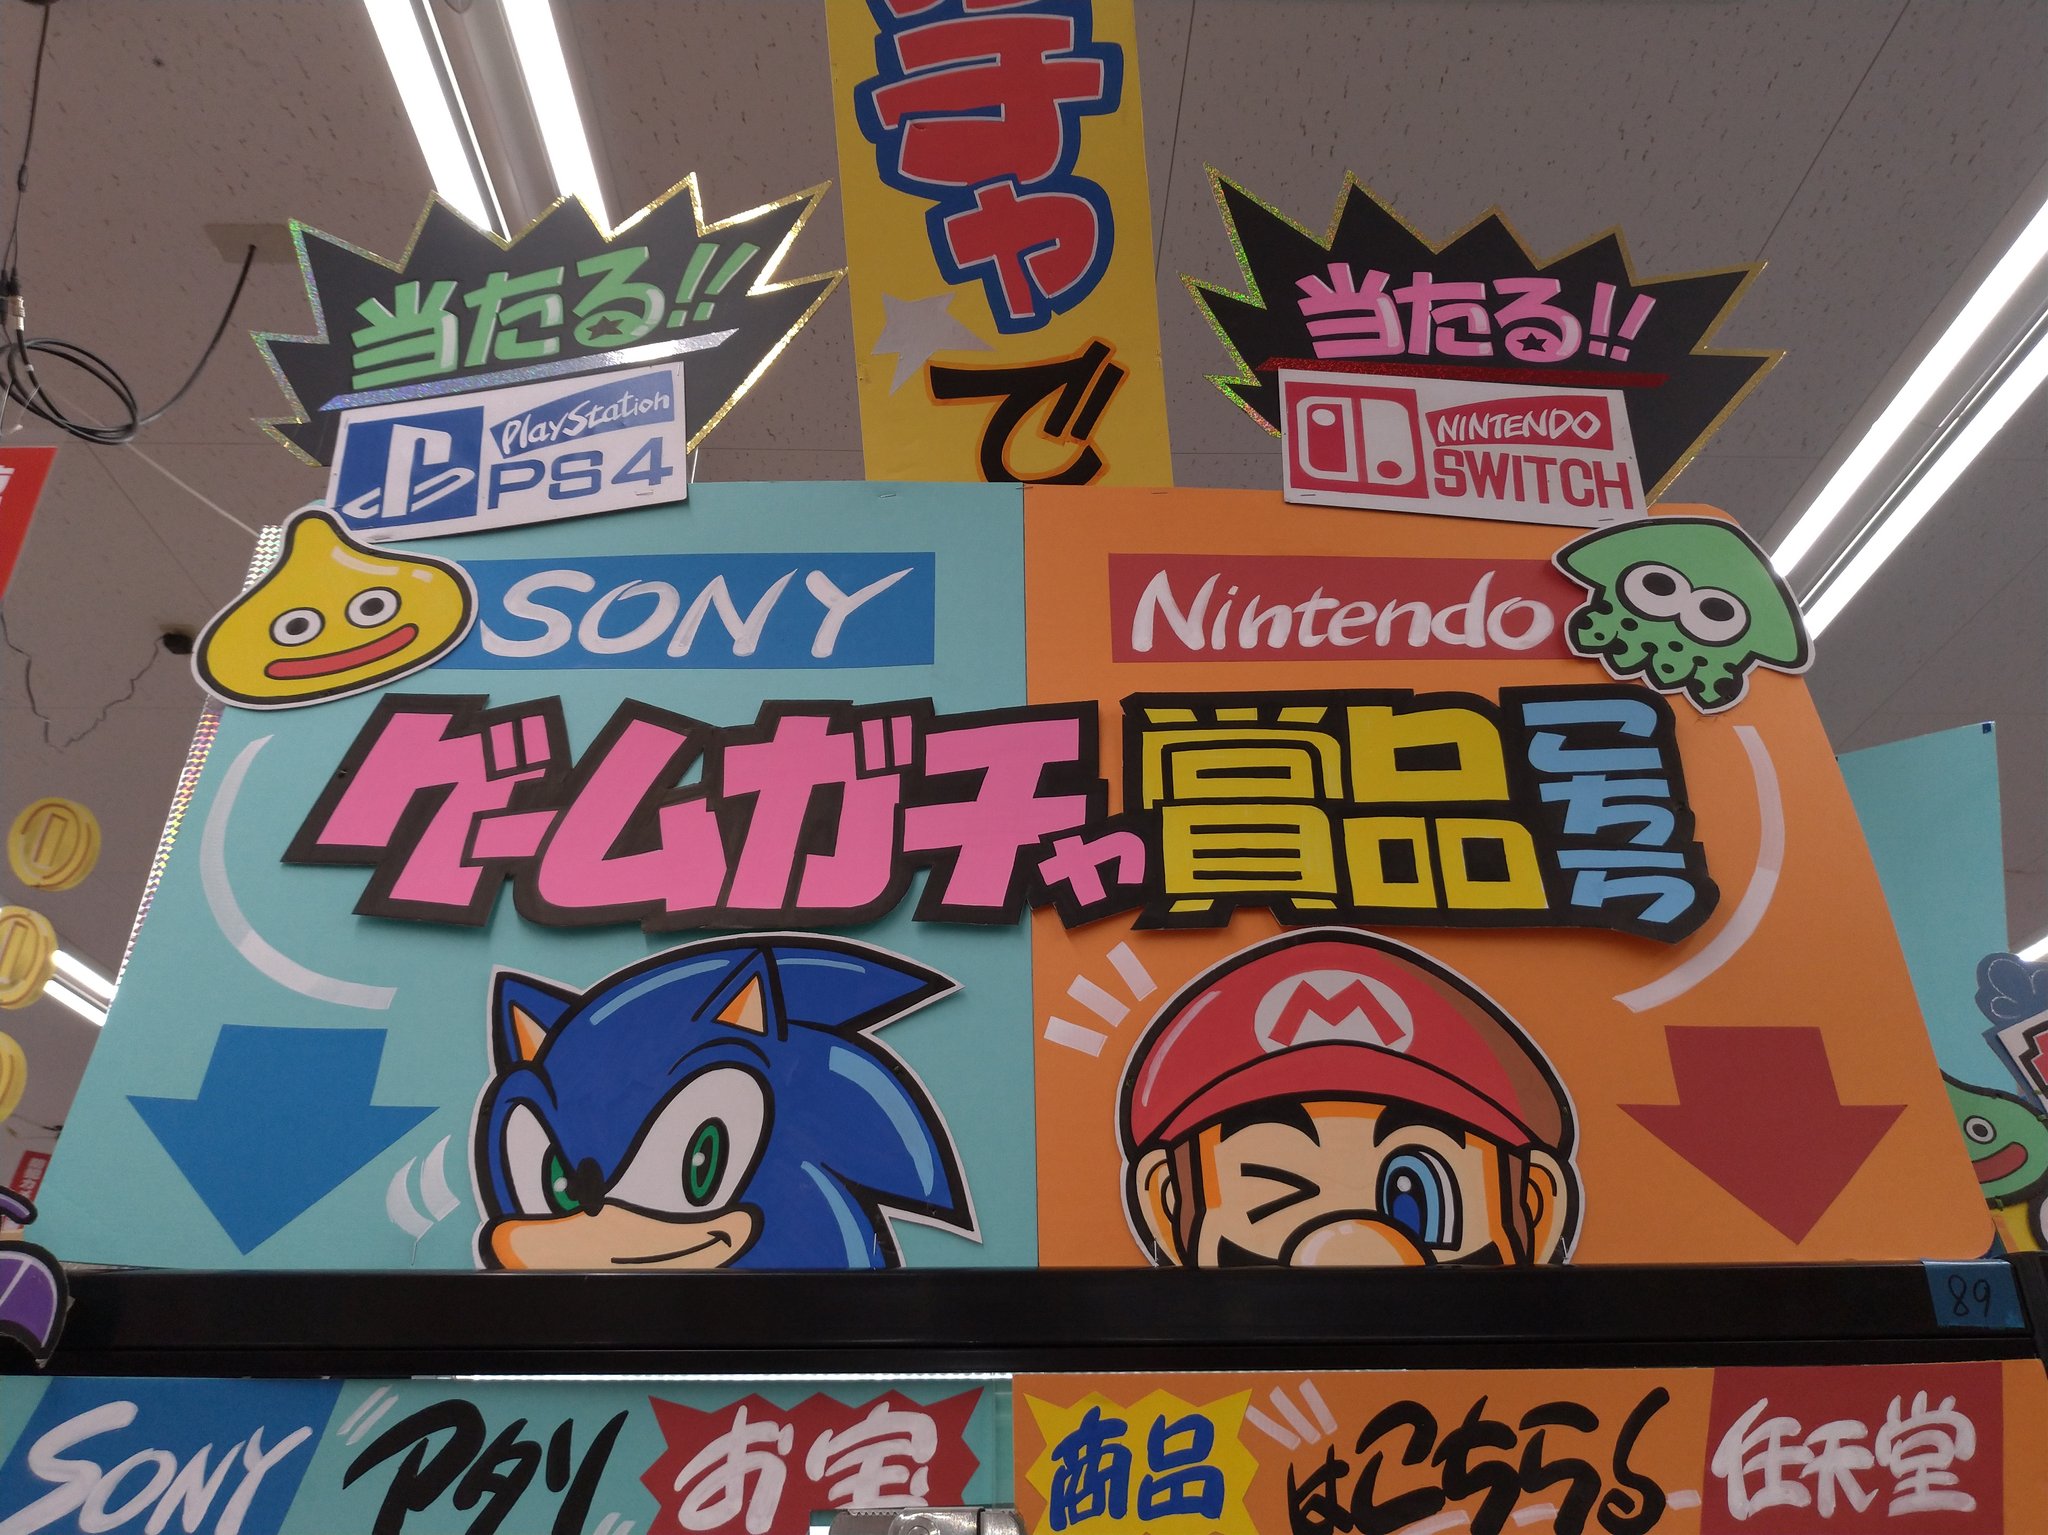 チャで
当たる!!
PlayStation
PS4
当たる!!
NINTENDO
SWITCH
SONY
Nintendo
ゲームガチャ賞品こちら
M
89
SONY アタリ お宝 商品はこちら! 任天堂